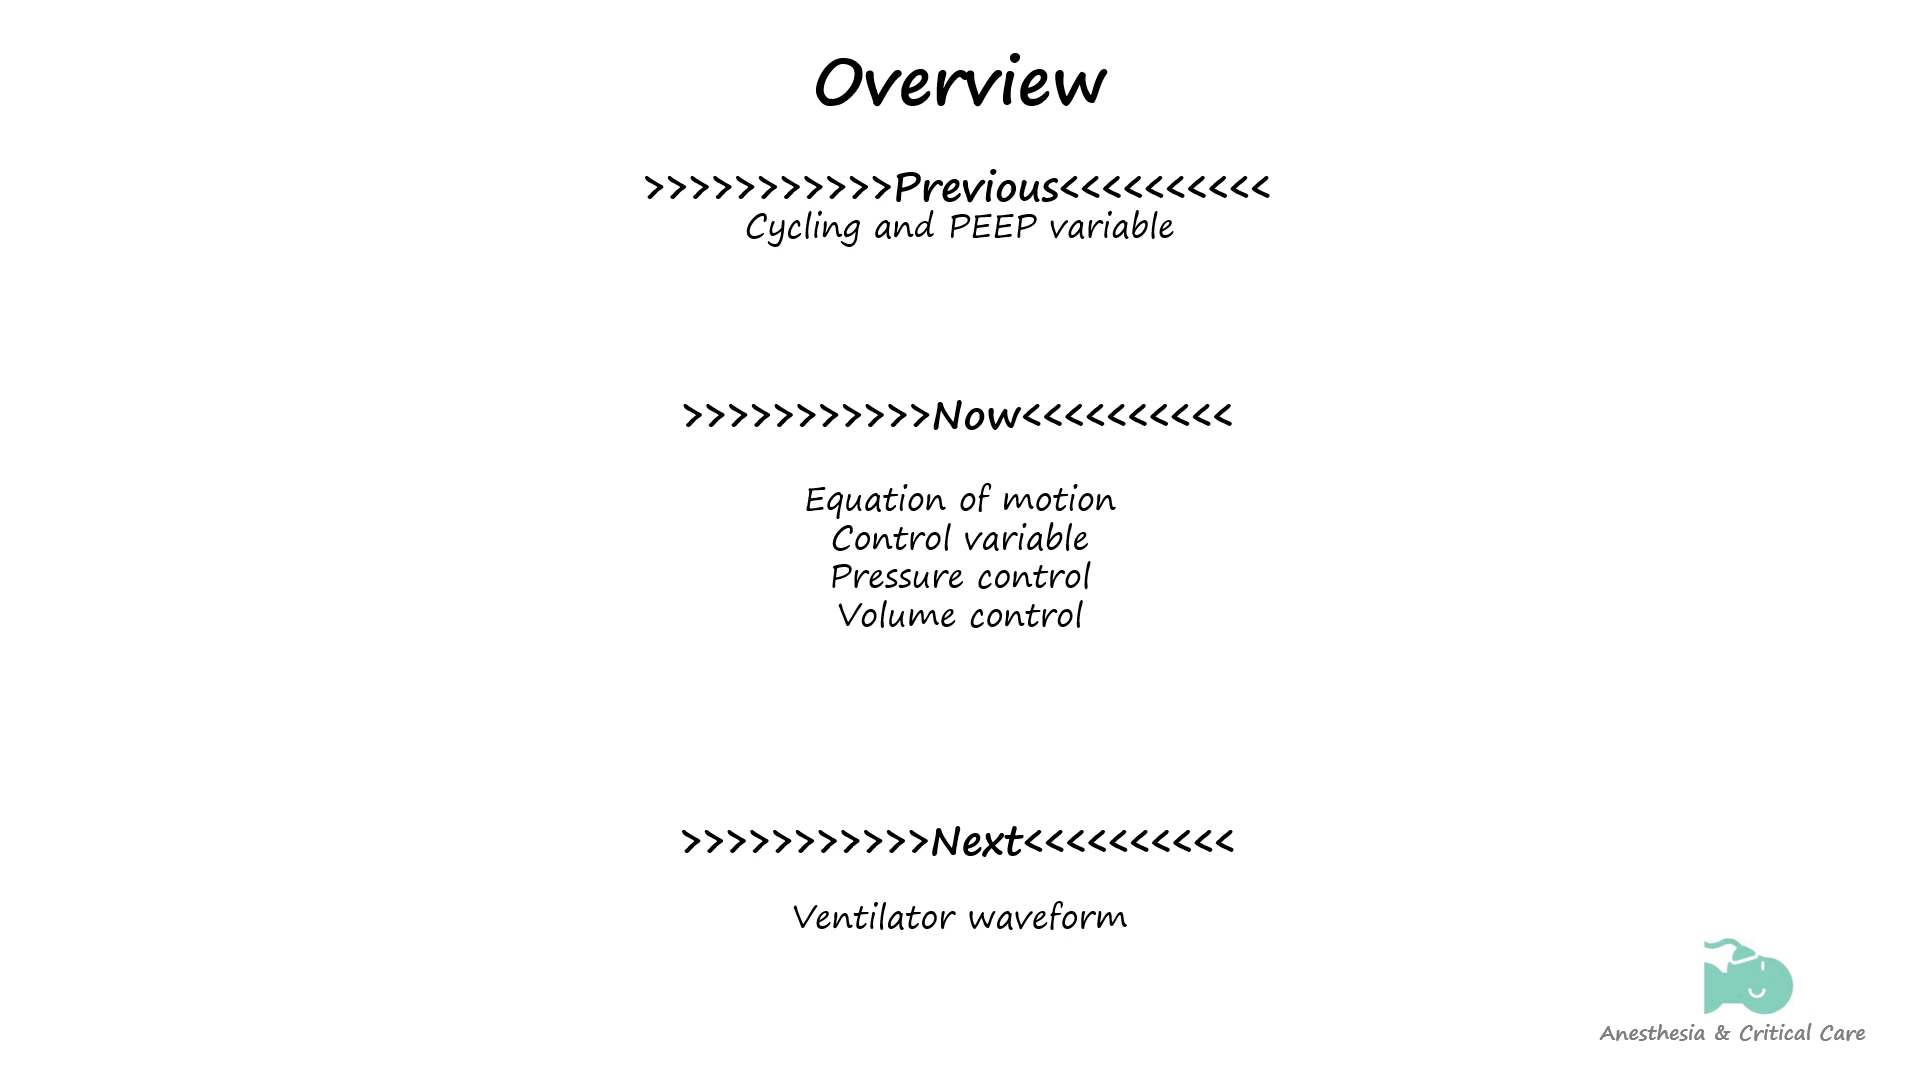 Overview
>>>>>>>>>>>Previous<<<<<<<<<<
Cycling and PEEP variable
>>>>>>>>>>>Now<<<<<<<<<<
Equation of motion
Control variable
Pressure control
Volume control
>>>>>>>>>>>Next<<<<<<<<<<
Ventilator waveform
Anesthesia & Critical Care